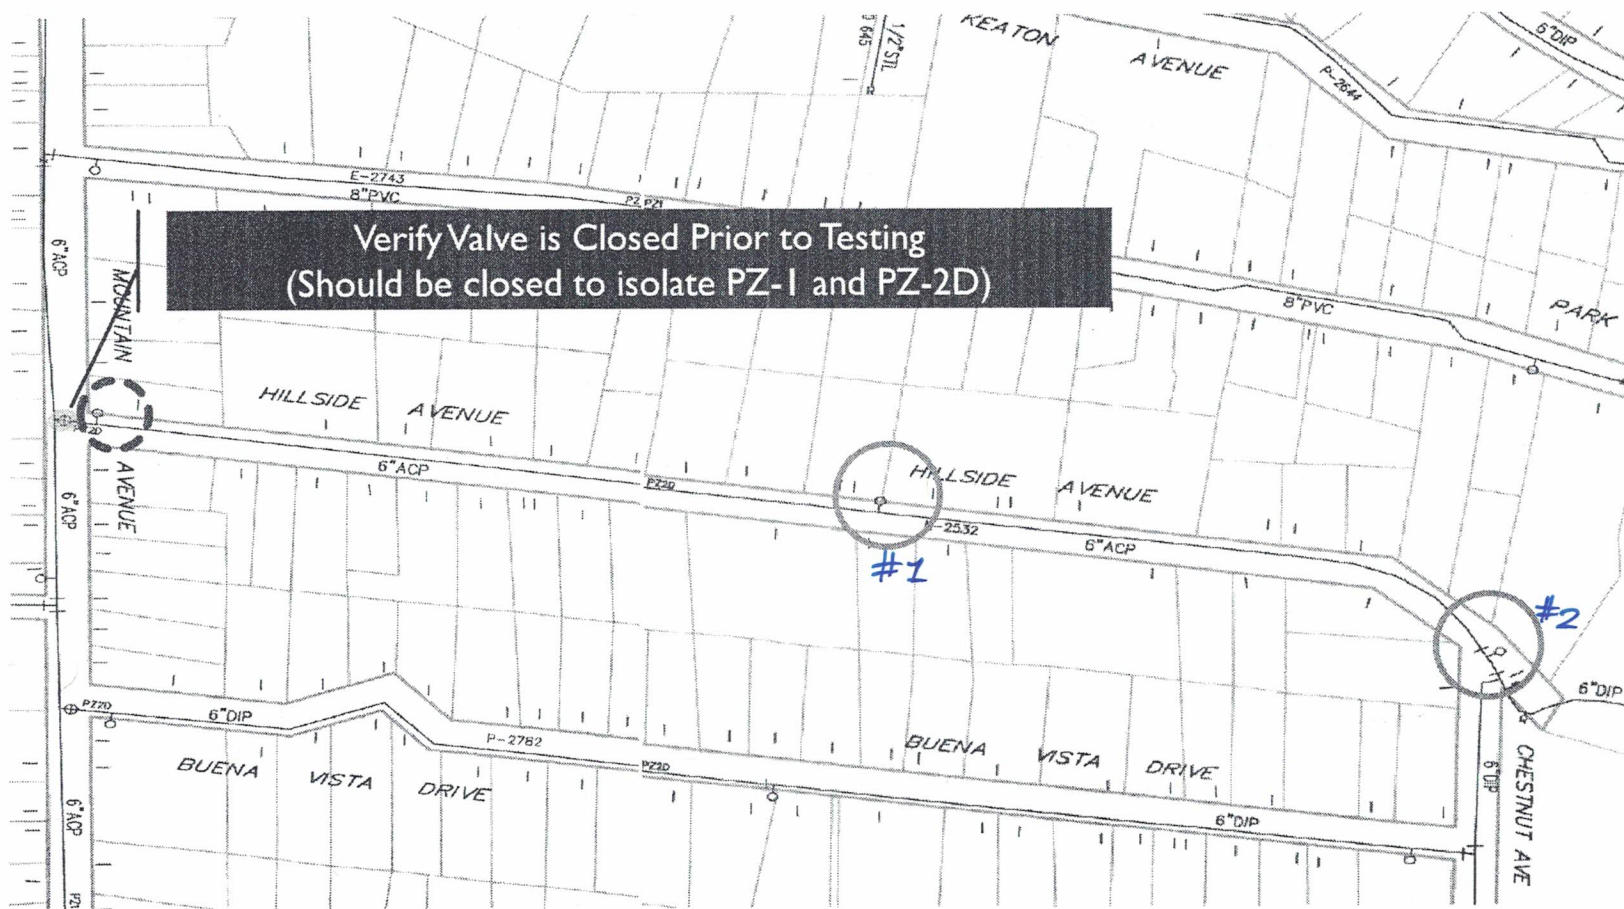 KEATON
AVENUE
6"DIP
1/2"STL
645
P-2644
E-2743
8"PVC
PZ PZ1
6"ACP
MOUNTAIN
Verify Valve is Closed Prior to Testing
(Should be closed to isolate PZ-1 and PZ-2D)
8"PVC
PARK
HILLSIDE AVENUE
6"ACP
PZ2D
HILLSIDE AVENUE
-2532
6"ACP
#1
#2
6"ACP
AVENUE
PZ2D
6"DIP
P-2762
PZ2D
BUENA VISTA DRIVE
BUENA VISTA DRIVE
6"DIP
6"DIP
6"DIP
CHESTNUT AVE
6"ACP